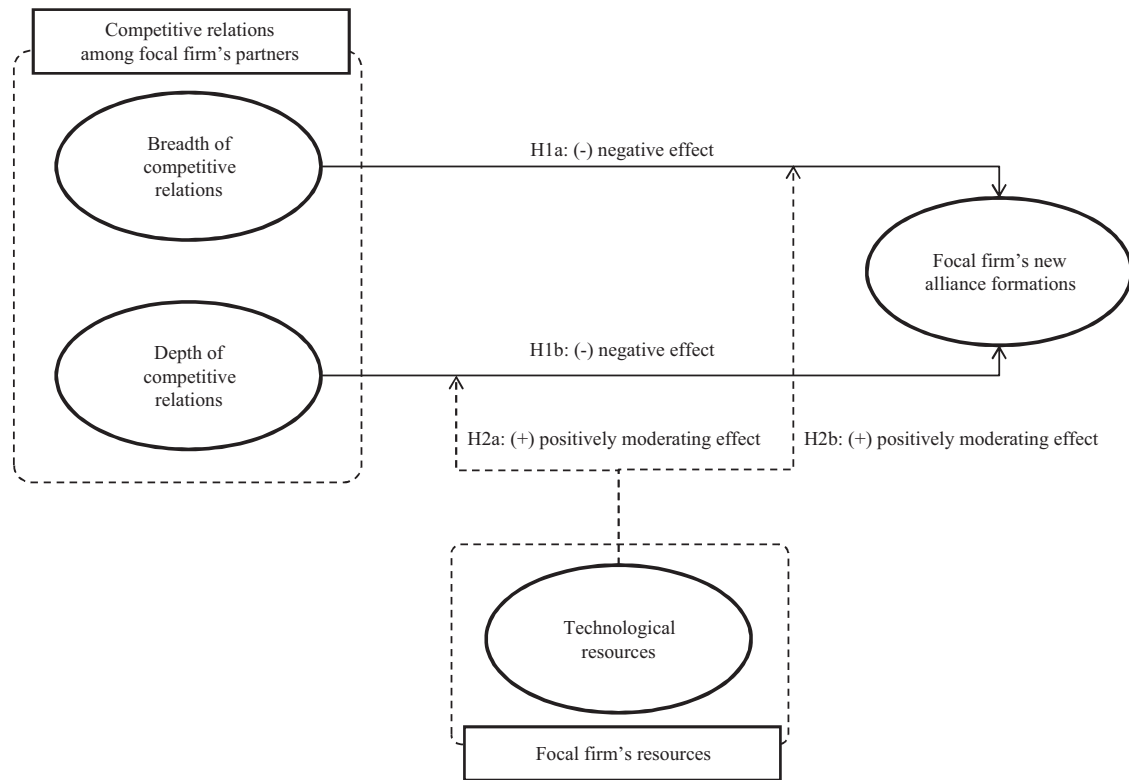 Competitive relations
among focal firm's partners
Breadth of
competitive
relations
H1a: (-) negative effect
Focal firm's new
alliance formations
Depth of
competitive
relations
H1b: (-) negative effect
H2a: (+) positively moderating effect
H2b: (+) positively moderating effect
Technological
resources
Focal firm's resources